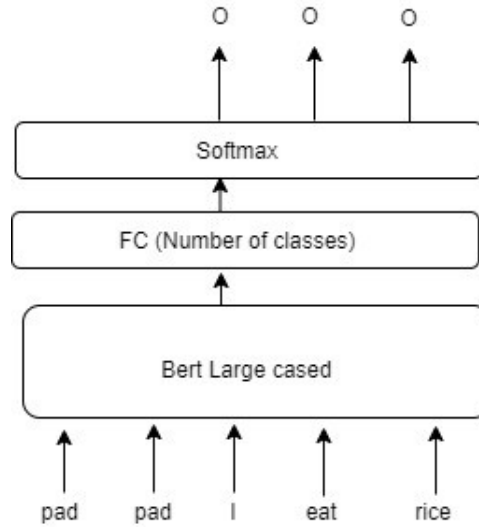 O O O
Softmax
FC (Number of classes)
Bert Large cased
pad pad I eat rice